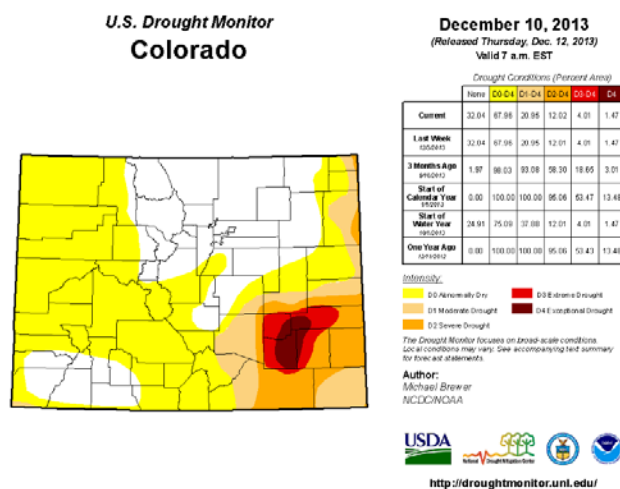 U.S. Drought Monitor
Colorado
December 10, 2013
(Released Thursday, Dec. 12, 2013)
Valid 7 a.m. EST
Drought Conditions (Percent Area)
None D0-D4 D1-D4 D2-D4 D3-D4 D4
Current 32.04 67.96 20.95 12.02 4.01 1.47
Last Week 32.04 67.96 20.95 12.01 4.01 1.47
3 Months Ago 1.97 98.03 93.08 58.30 18.66 3.01
Start of
Calendar Year 0.00 100.00 100.00 95.06 53.47 13.48
Start of
Water Year 24.91 75.09 37.88 12.01 4.01 1.47
One Year Ago 0.00 100.00 100.00 95.06 53.43 13.48
Intensity:
D0 Abnormally Dry
D3 Extreme Drought
D1 Moderate Drought
D4 Exceptional Drought
D2 Severe Drought
The Drought Monitor focuses on broad-scale conditions.
Local conditions may vary. See accompanying text summary
for forecast statements.
Author:
Michael Brewer
NCDC/NOAA
USDA
National Drought Mitigation Center
http://droughtmonitor.unl.edu/